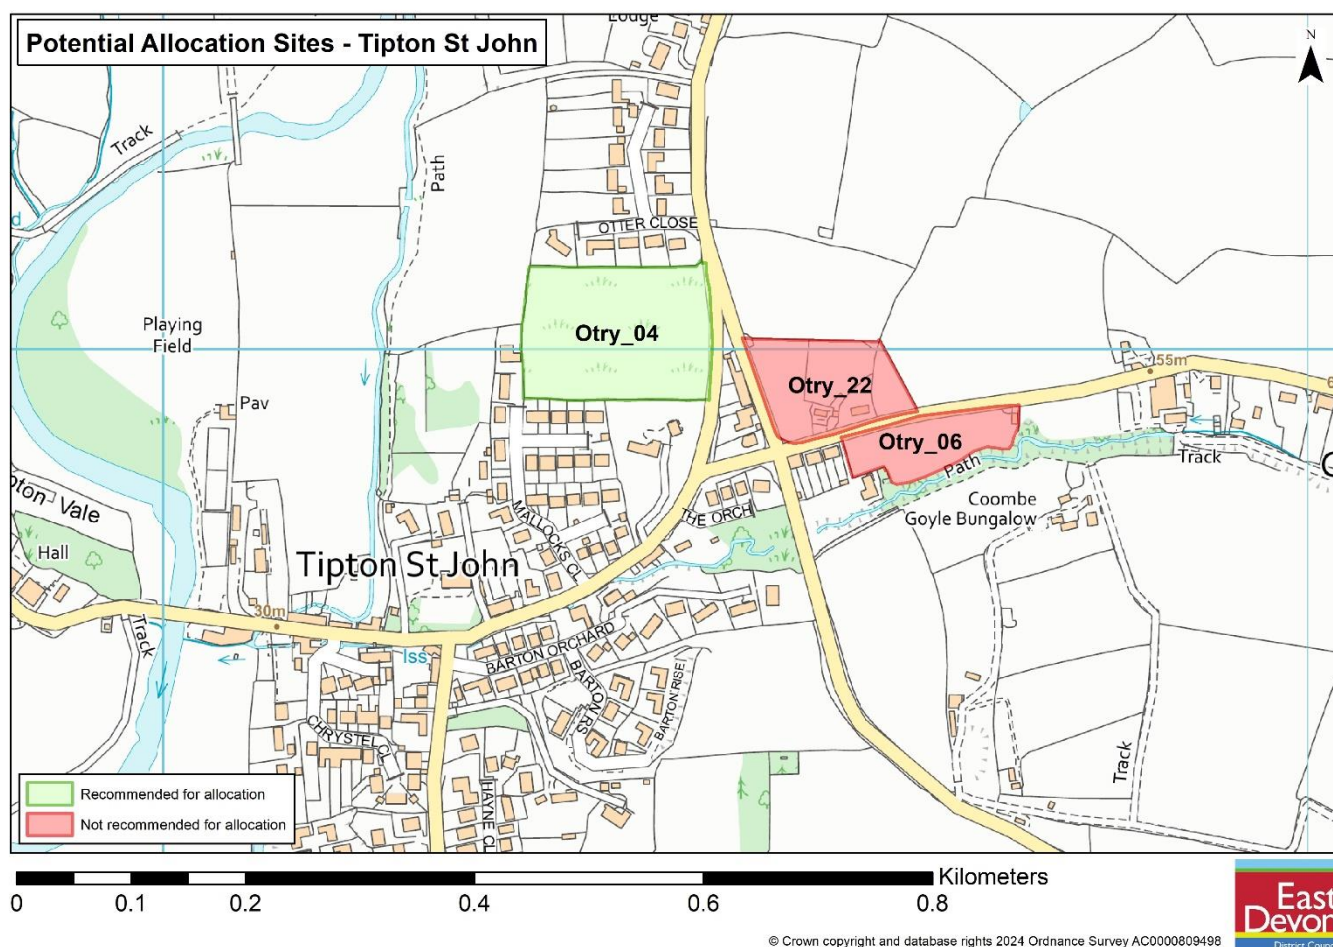 Potential Allocation Sites - Tipton St John
Lodge
N
Track
Path
OTTER CLOSE
Otry_04
Playing
Field
55m
Otry_22
Pav
Otry_06
Path
Track
Coombe
Goyle Bungalow
THE ORCH
MALLOCKS CL
Hall
Tipton St John
30m
Track
Iss
BARTON ORCHARD
BARTON RS
BARTON RISE
CHRYSTEL CL
HAYNE CL
Track
Recommended for allocation
Not recommended for allocation
Kilometers
0 0.1 0.2 0.4 0.6 0.8
East
Devon
District Council
© Crown copyright and database rights 2024 Ordnance Survey AC0000809498